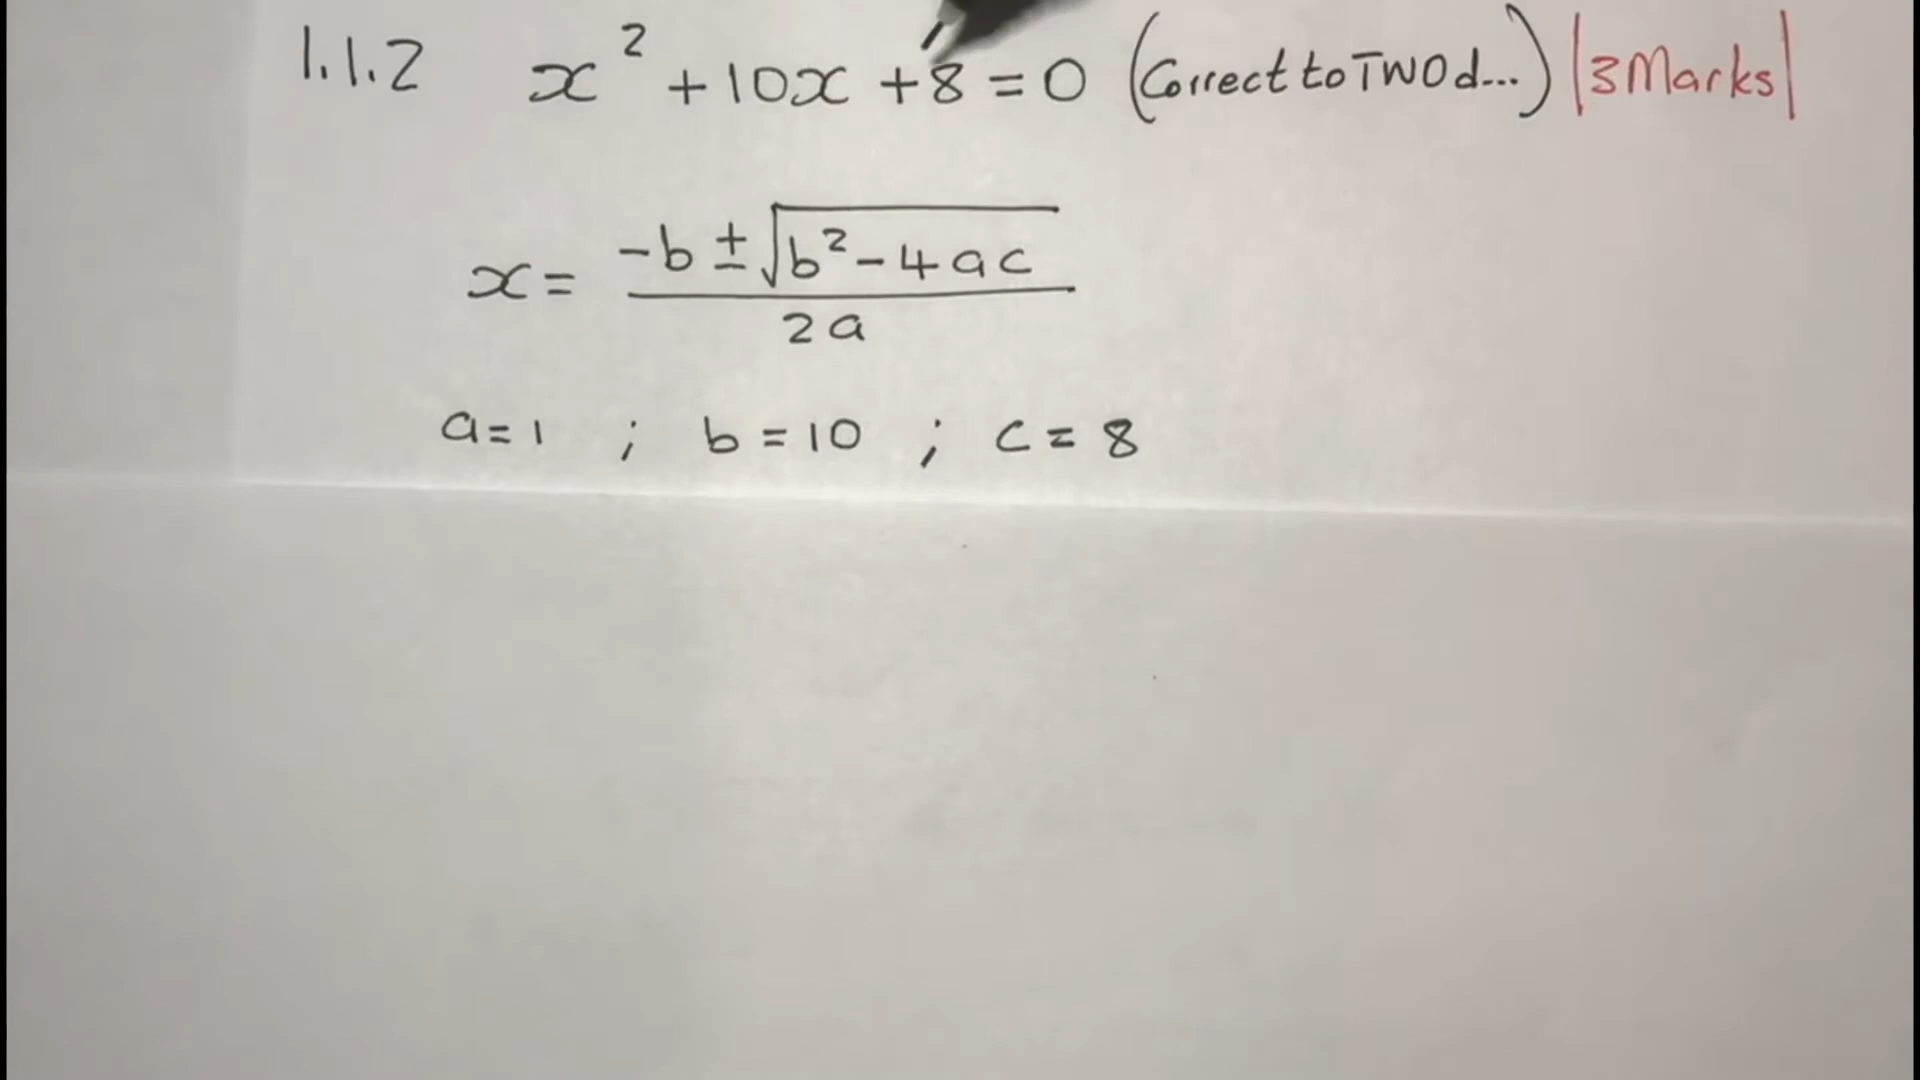 1.1.2 x² + 10x + 8 = 0 (Correct to TWO d...) |3 Marks|
x = (-b ± √(b² - 4ac)) / 2a
a = 1 ; b = 10 ; c = 8